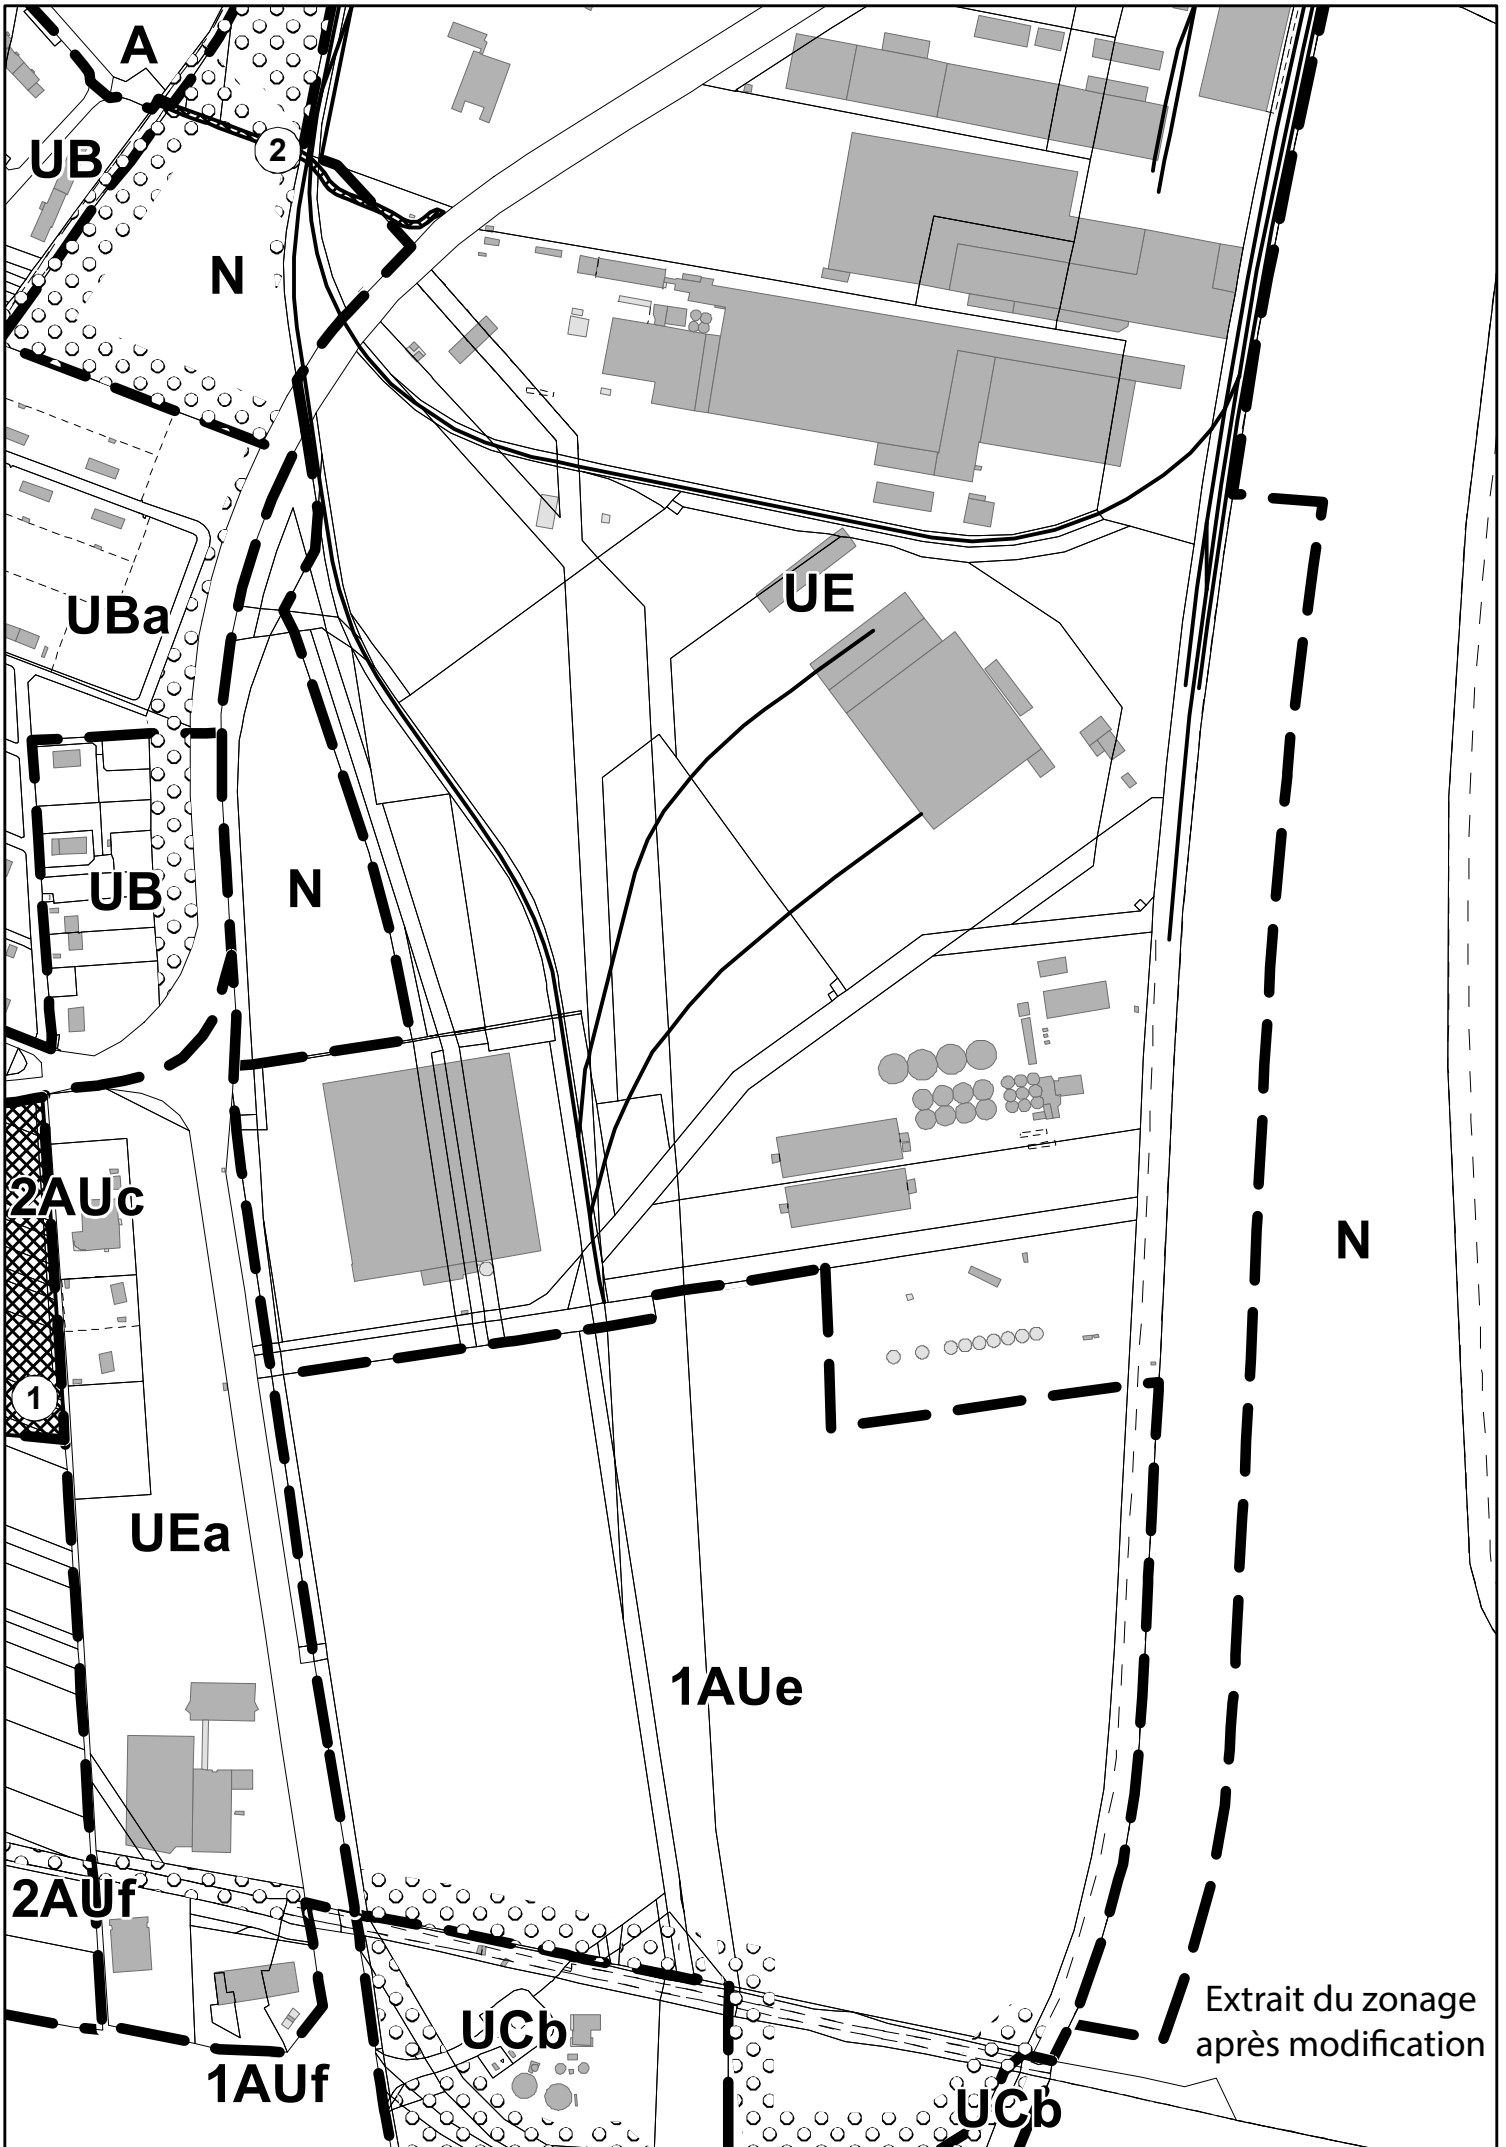 A
UB
2
N
UE
UBa
UB
N
2AUc
N
1
UEa
1AUe
2AUf
Extrait du zonage
après modification
UCb
1AUf
UCb